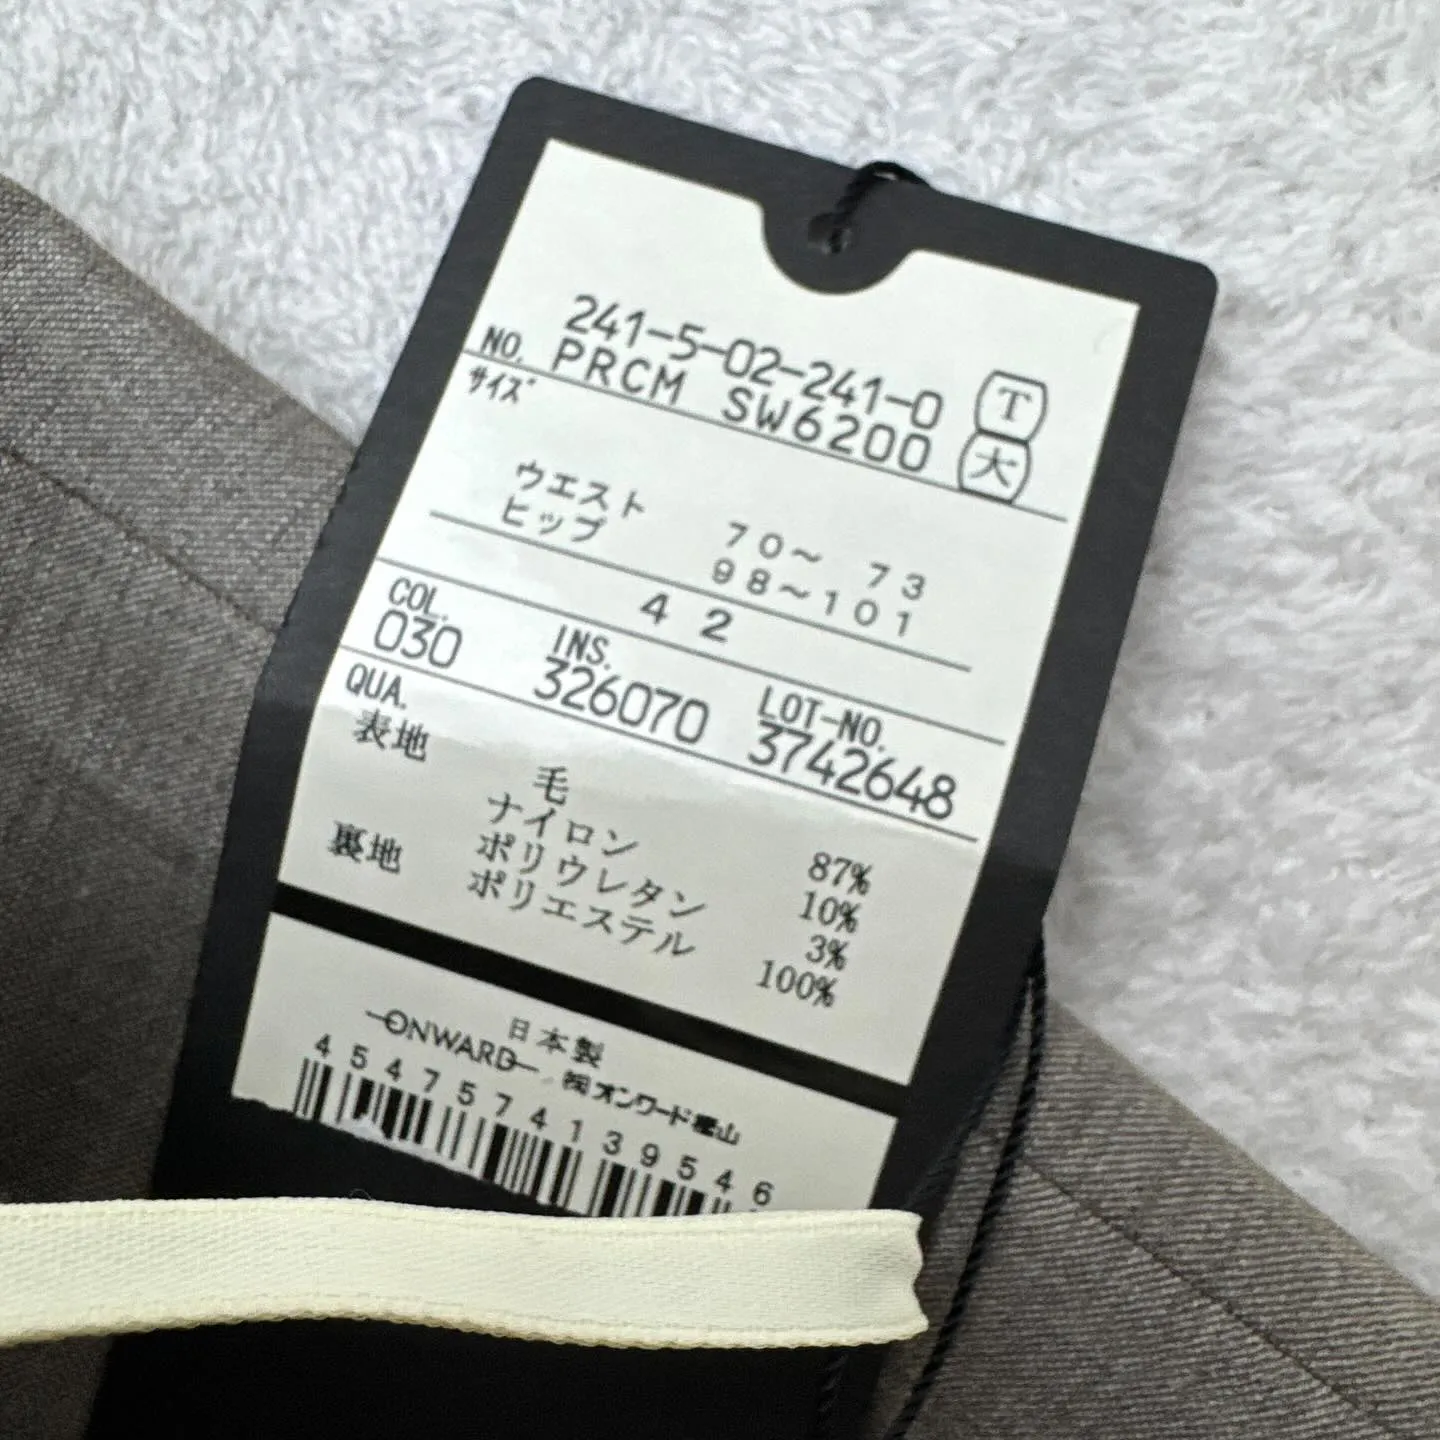 241-5-02-241-0 T
NO. PRCM SW6200 大
サイズ
ウエスト 70～ 73
ヒップ 98～101
42
COL. INS. LOT-NO.
030 326070 3742648
QUA.
表地 毛 87%
ナイロン 10%
ポリウレタン 3%
裏地 ポリエステル 100%
日本製
ONWARD ㈱オンワード樫山
4547574139546